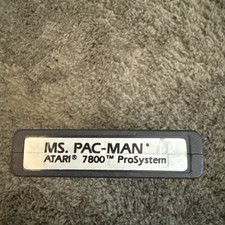 MS. PAC-MAN*
ATARI® 7800™ ProSystem